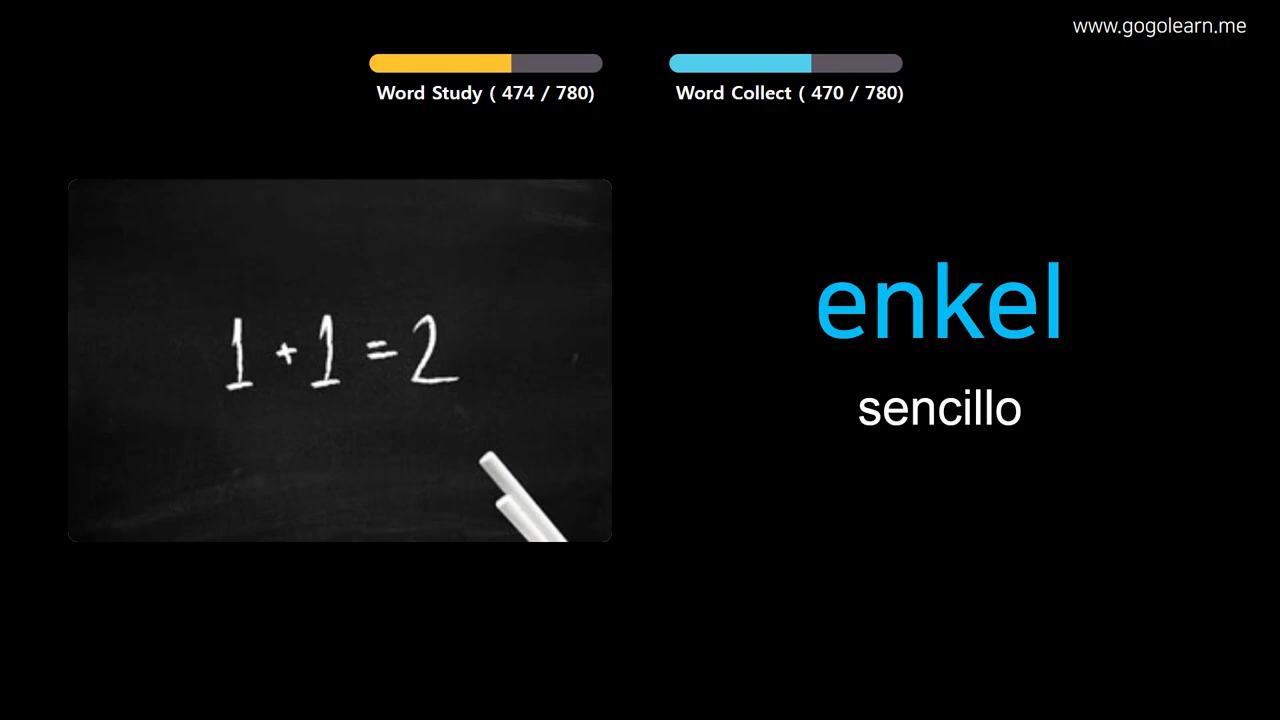 www.gogolearn.me
Word Study ( 474 / 780)
Word Collect ( 470 / 780)
1 + 1 = 2
enkel
sencillo